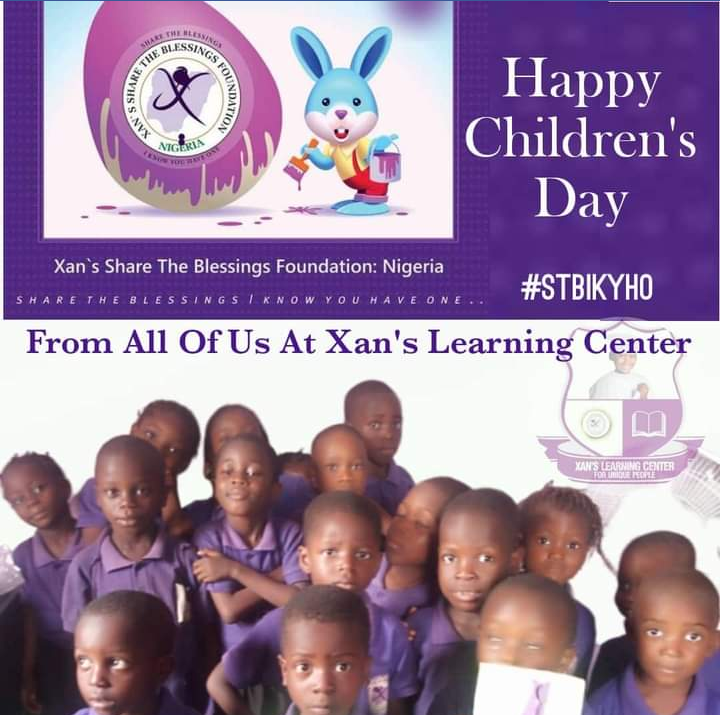 SHARE THE BLESSINGS
XAN'S SHARE THE BLESSINGS FOUNDATION
NIGERIA
I KNOW YOU HAVE ONE
Happy
Children's
Day
Xan`s Share The Blessings Foundation: Nigeria
SHARE THE BLESSINGS I KNOW YOU HAVE ONE..
#STBIKYHO
From All Of Us At Xan's Learning Center
XAN'S LEARNING CENTER
FOR UNIQUE PEOPLE